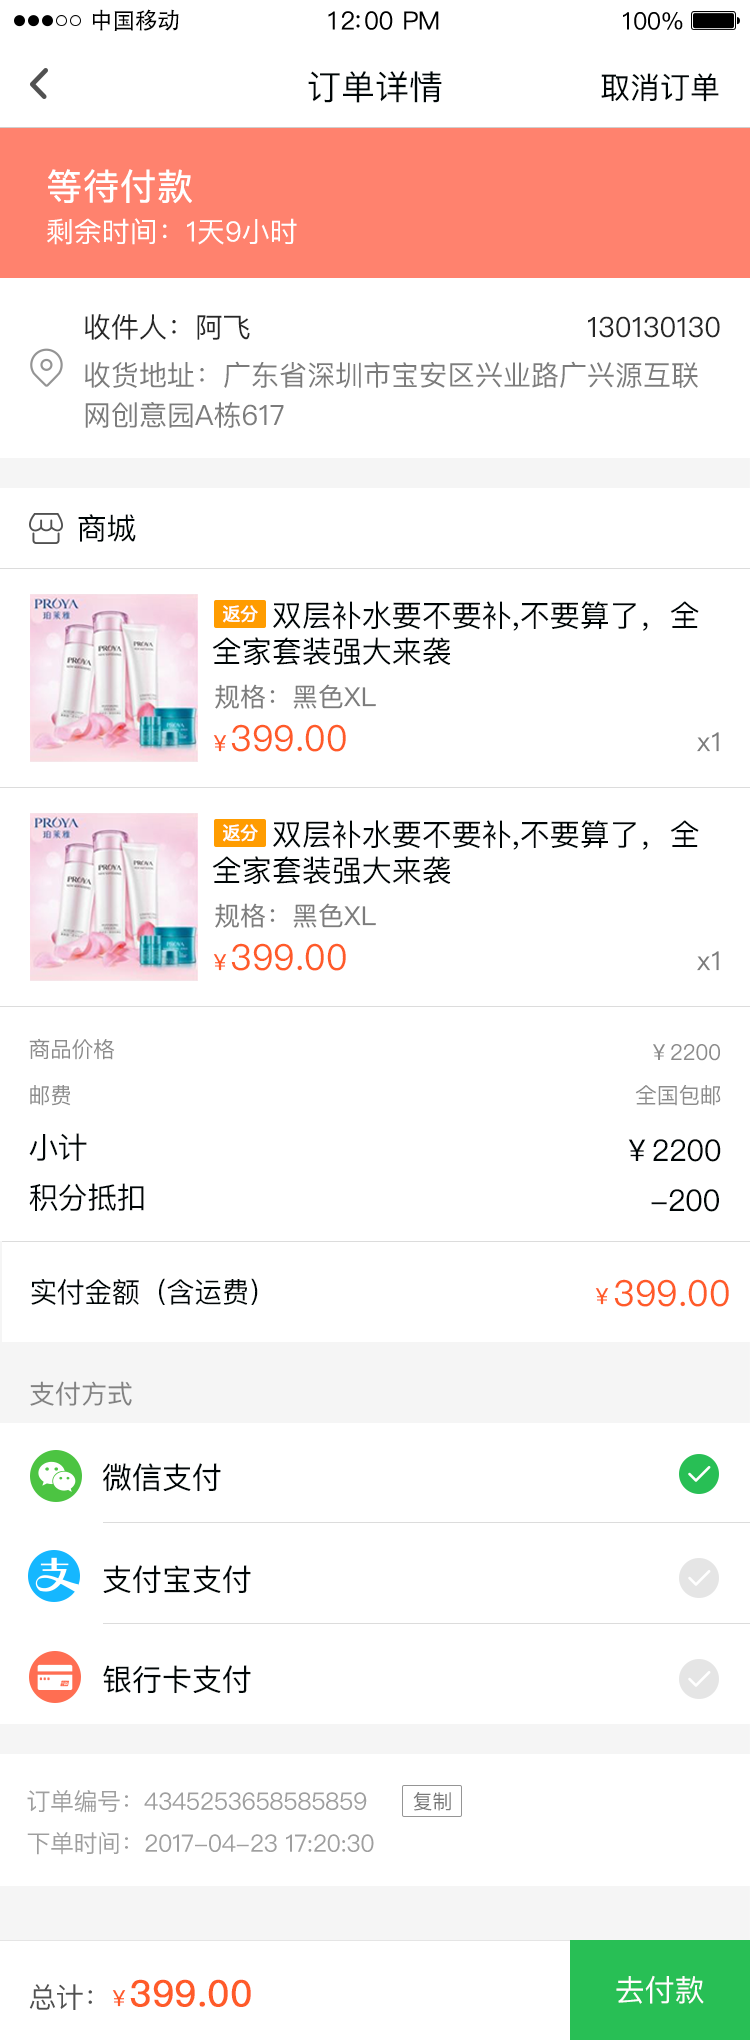 中国移动 12:00 PM 100%
订单详情 取消订单
等待付款
剩余时间：1天9小时
收件人：阿飞 130130130
收货地址：广东省深圳市宝安区兴业路广兴源互联
网创意园A栋617
商城
PROYA
珀莱雅
PROYA
PROYA
PROYA
PROYA
返分 双层补水要不要补,不要算了，全
全家套装强大来袭
规格：黑色XL
¥399.00 x1
PROYA
珀莱雅
PROYA
PROYA
PROYA
PROYA
返分 双层补水要不要补,不要算了，全
全家套装强大来袭
规格：黑色XL
¥399.00 x1
商品价格 ¥2200
邮费 全国包邮
小计 ¥2200
积分抵扣 -200
实付金额（含运费） ¥399.00
支付方式
微信支付
支 支付宝支付
银行卡支付
订单编号：4345253658585859 复制
下单时间：2017-04-23 17:20:30
总计：¥399.00 去付款